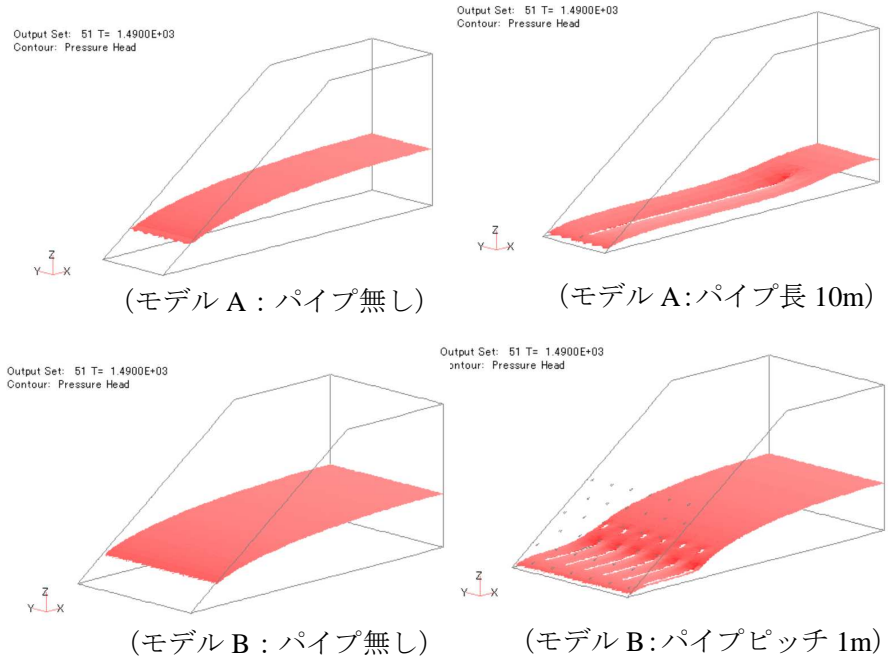 Output Set: 51 T= 1.4900E+03
Contour: Pressure Head
Z
Y X
(モデル A：パイプ無し)
Output Set: 51 T= 1.4900E+03
Contour: Pressure Head
Z
Y X
(モデル A:パイプ長 10m)
Output Set: 51 T= 1.4900E+03
Contour: Pressure Head
Z
Y X
(モデル B：パイプ無し)
Output Set: 51 T= 1.4900E+03
ontour: Pressure Head
Z
Y X
(モデル B:パイプピッチ 1m)